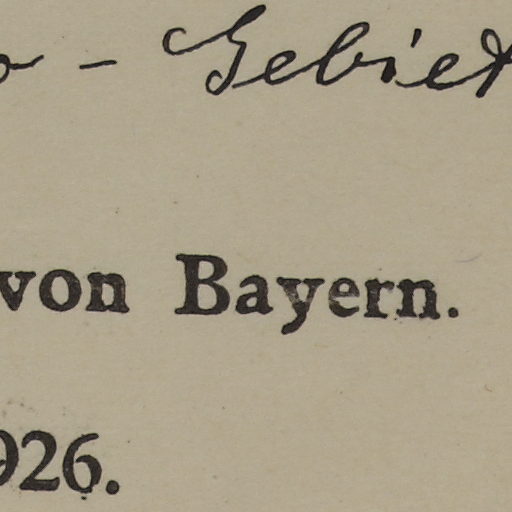 - Gebiet
von Bayern.
926.